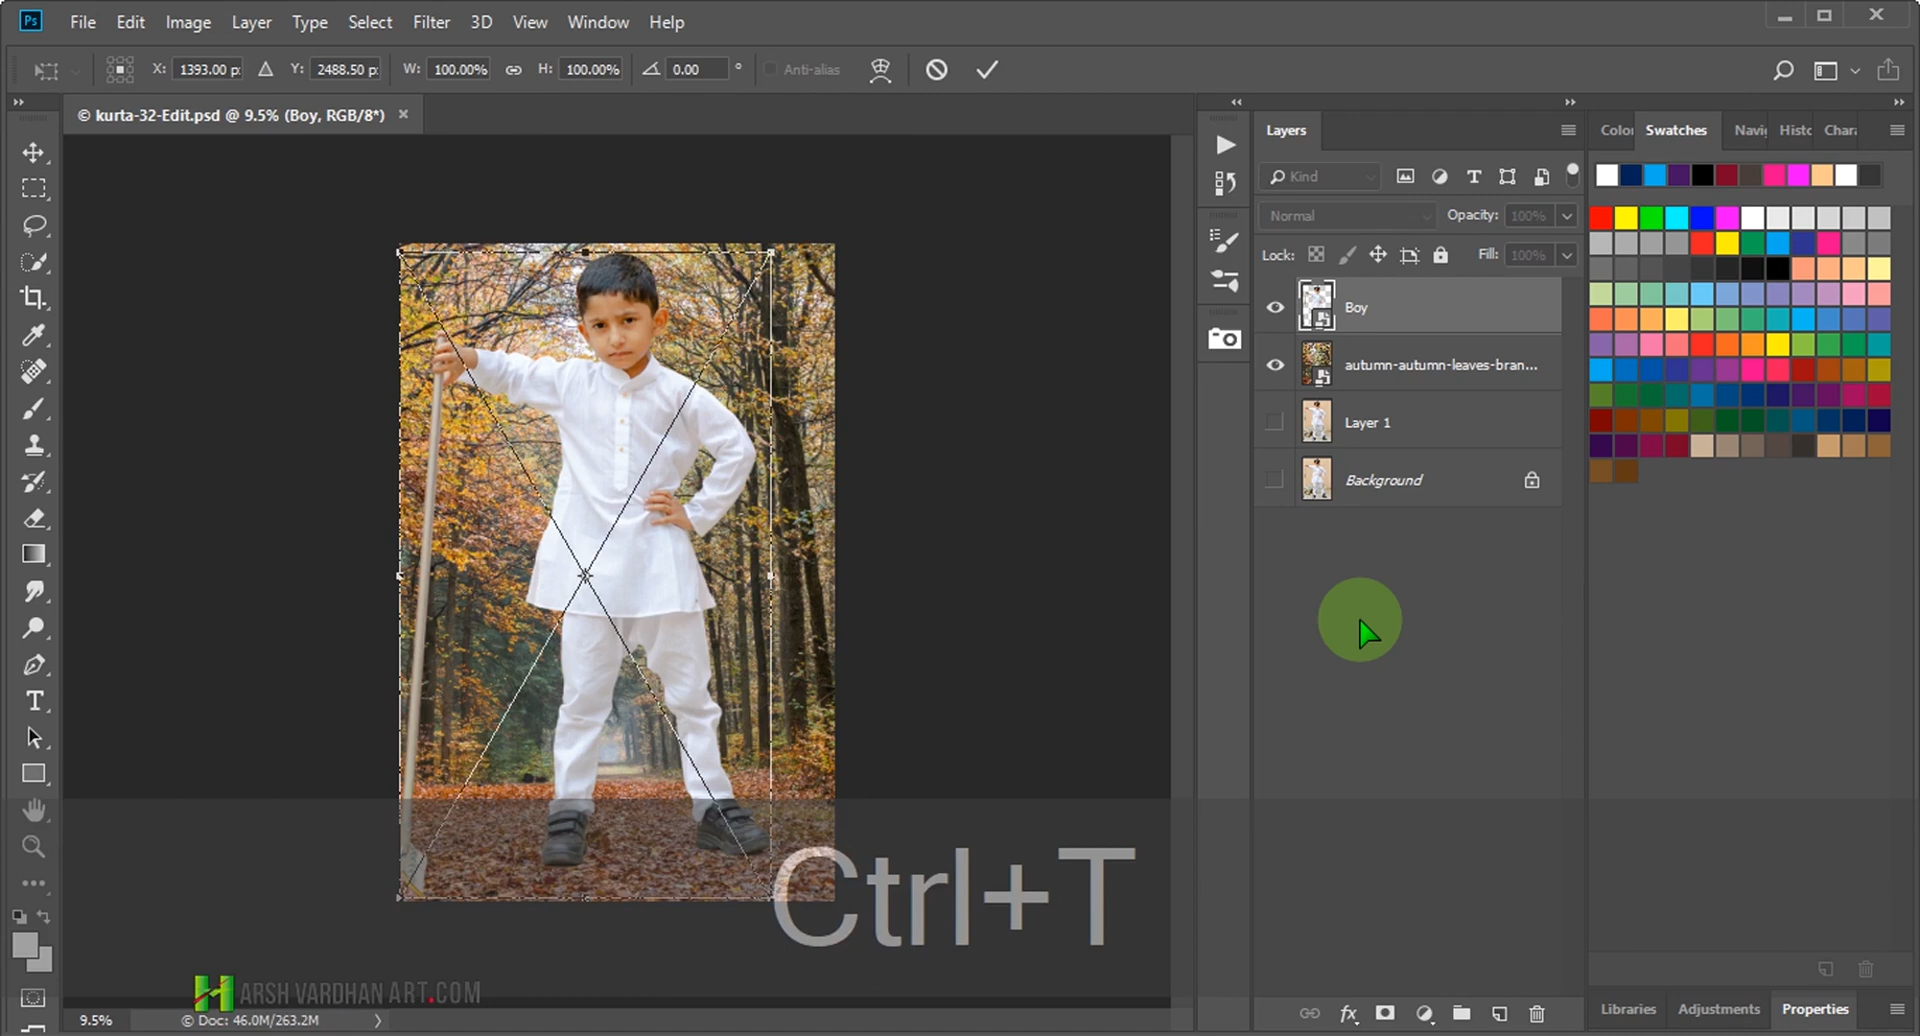 Ps File Edit Image Layer Type Select Filter 3D View Window Help
X: 1393.00 p: Y: 2488.50 p: W: 100.00% H: 100.00% 0.00 ° Anti-alias
© kurta-32-Edit.psd @ 9.5% (Boy, RGB/8*) ×
Layers
Color Swatches Navi Histo Chara
Kind
Normal Opacity: 100%
Lock: Fill: 100%
Boy
autumn-autumn-leaves-bran...
Layer 1
Background
Ctrl+T
HARSH VARDHAN ART.COM
9.5% © Doc: 46.0M/263.2M
fx
Libraries Adjustments Properties